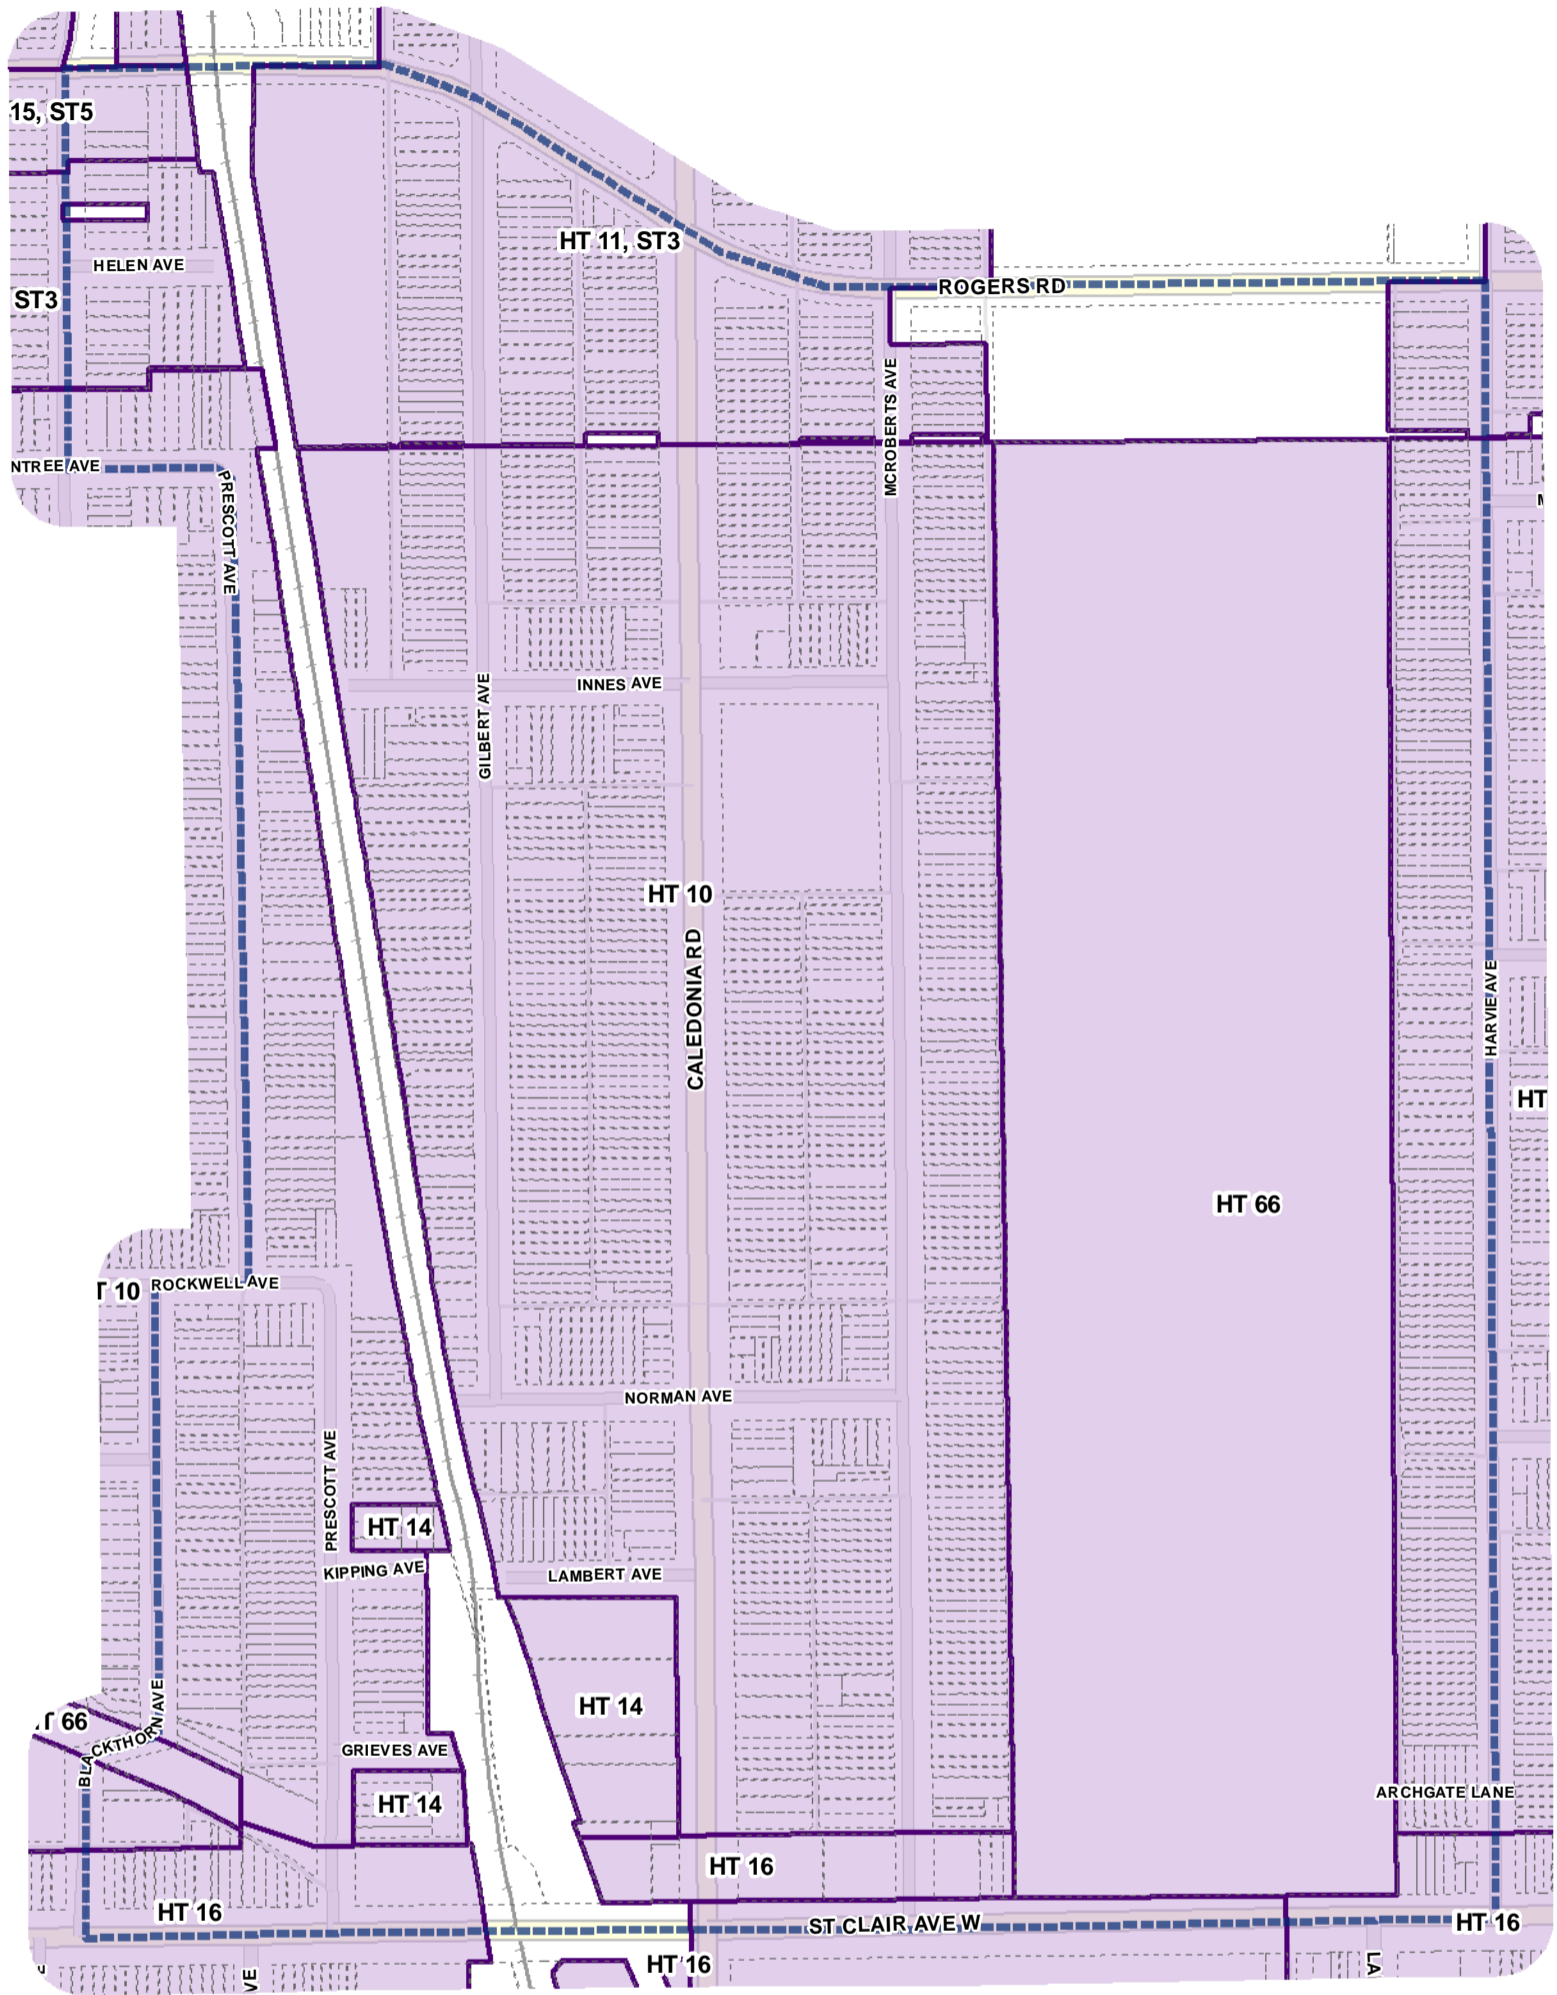 15, ST5
HT 11, ST3
HELEN AVE
ROGERS RD
ST3
MCROBERTS AVE
NTREE AVE
PRESCOTT AVE
INNES AVE
GILBERT AVE
HT 10
CALEDONIA RD
HARVIE AVE
HT
HT 66
T 10
ROCKWELL AVE
NORMAN AVE
PRESCOTT AVE
HT 14
KIPPING AVE
LAMBERT AVE
HT 14
T 66
BLACKTHORN AVE
GRIEVES AVE
ARCHGATE LANE
HT 14
HT 16
HT 16
ST CLAIR AVE W
HT 16
HT 16
VE
LA